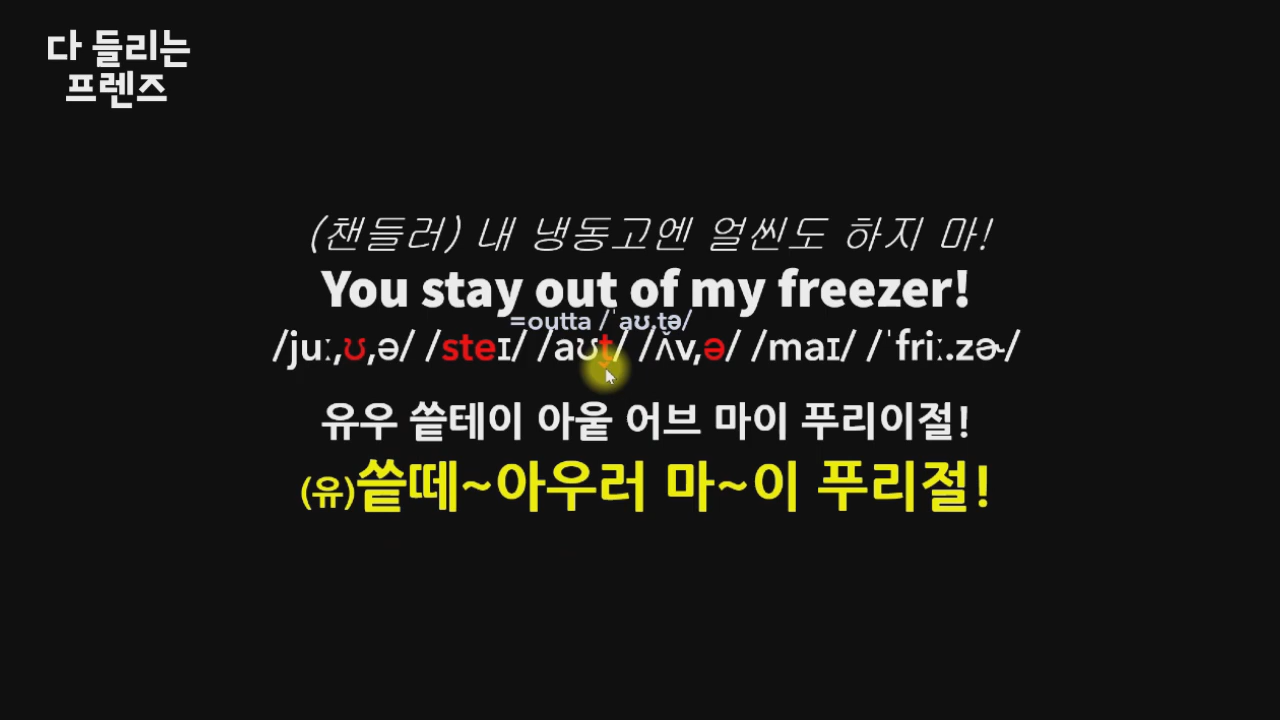 다 들리는
프렌즈
(챈들러) 내 냉동고엔 얼씬도 하지 마!
You stay out of my freezer!
=outta /ˈaʊ.t̬ə/
/juː,ʊ,ə/ /steɪ/ /aʊt̬/ /ʌ̌v,ə/ /maɪ/ /ˈfriː.zɚ/
유우 쏱테이 아웉 어브 마이 푸리이절!
(유)쏱떼~아우러 마~이 푸리절!